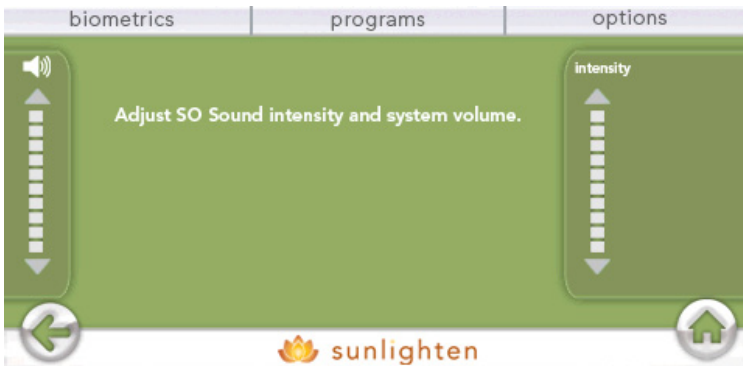 biometrics programs options
intensity
Adjust SO Sound intensity and system volume.
sunlighten